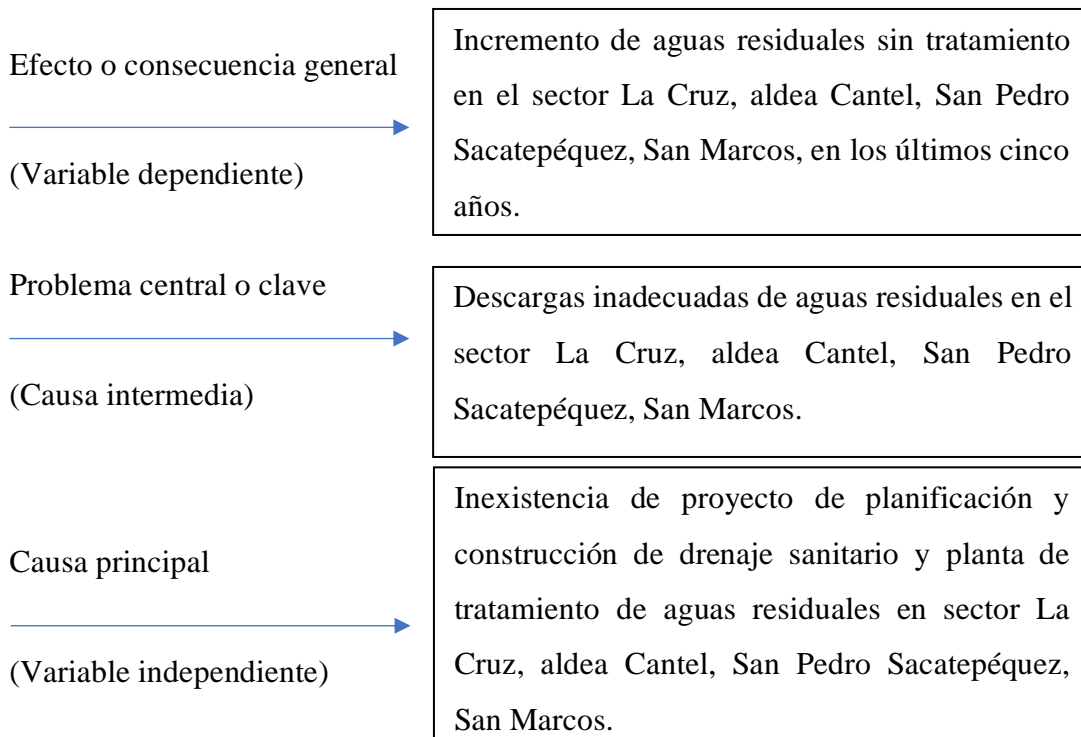 Efecto o consecuencia general
(Variable dependiente)
Incremento de aguas residuales sin tratamiento
en el sector La Cruz, aldea Cantel, San Pedro
Sacatepéquez, San Marcos, en los últimos cinco
años.
Problema central o clave
(Causa intermedia)
Descargas inadecuadas de aguas residuales en el
sector La Cruz, aldea Cantel, San Pedro
Sacatepéquez, San Marcos.
Causa principal
(Variable independiente)
Inexistencia de proyecto de planificación y
construcción de drenaje sanitario y planta de
tratamiento de aguas residuales en sector La
Cruz, aldea Cantel, San Pedro Sacatepéquez,
San Marcos.